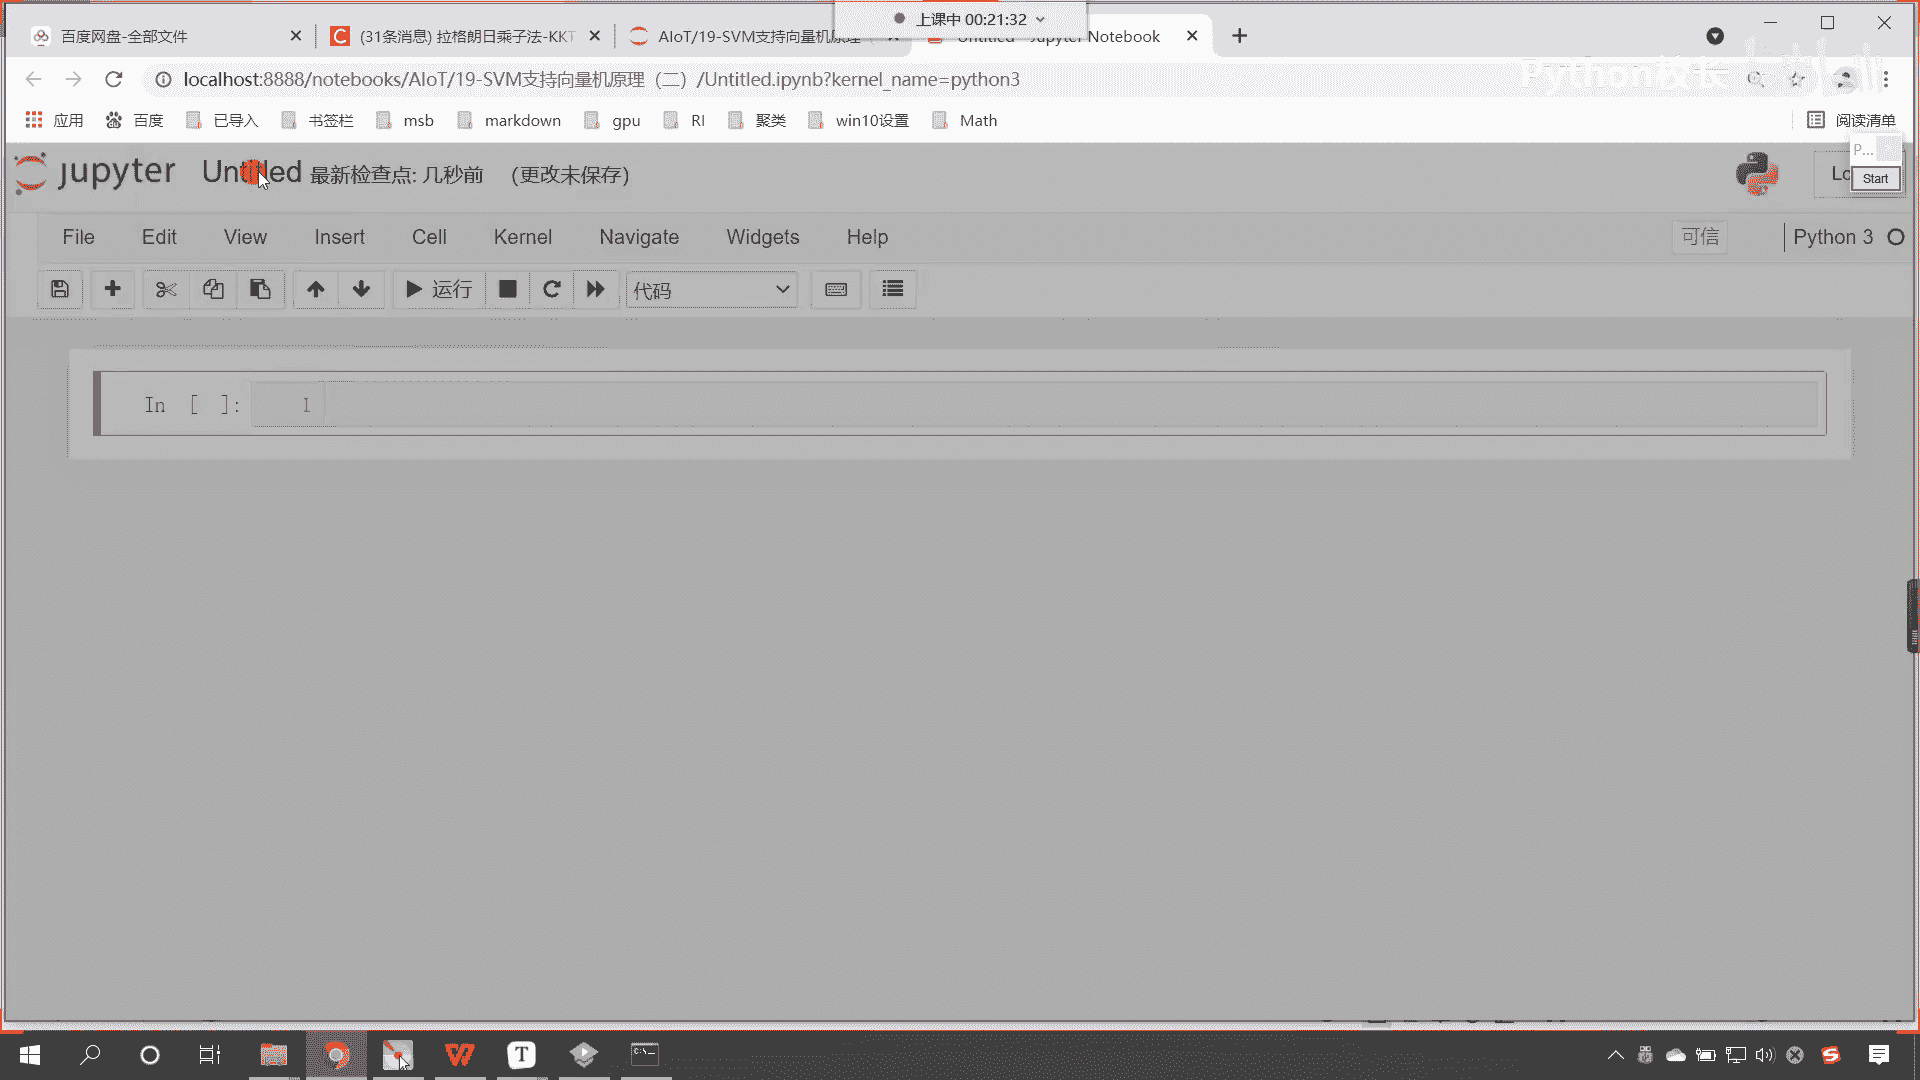 上课中 00:21:32
百度网盘-全部文件
(31条消息) 拉格朗日乘子法-KKT
AIoT/19-SVM支持向量机原理
Untitled - Jupyter Notebook
localhost:8888/notebooks/AIoT/19-SVM支持向量机原理（二）/Untitled.ipynb?kernel_name=python3
应用 百度 已导入 书签栏 msb markdown gpu RI 聚类 win10设置 Math 阅读清单
P...
jupyter Untitled 最新检查点: 几秒前 (更改未保存)
Lo
Start
File Edit View Insert Cell Kernel Navigate Widgets Help 可信 Python 3
运行 代码
In [ ]: 1